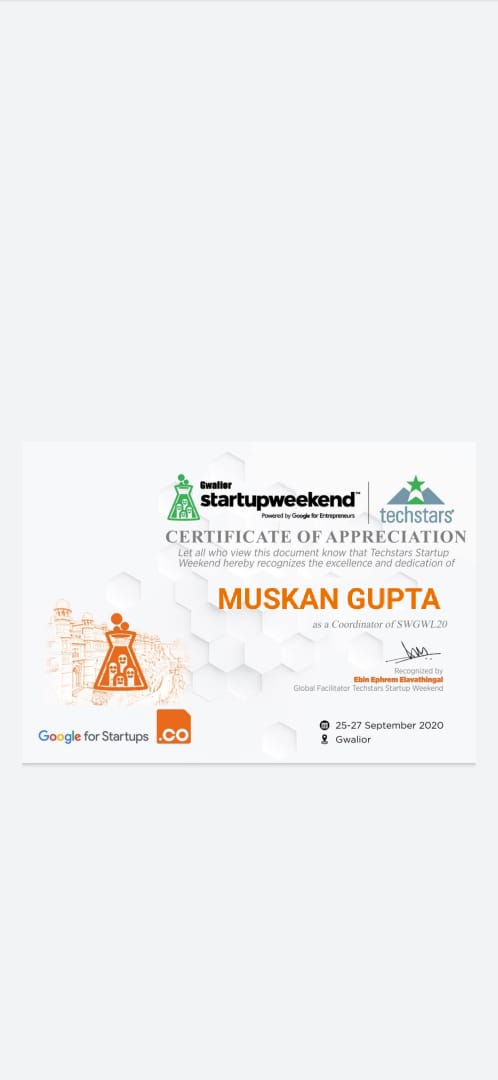 Gwalior
startupweekend™
Powered by Google for Entrepreneurs
techstars
CERTIFICATE OF APPRECIATION
Let all who view this document know that Techstars Startup
Weekend hereby recognizes the excellence and dedication of
MUSKAN GUPTA
as a Coordinator of SWGWL20
Recognized by
Ebin Ephrem Elavathingal
Global Facilitator Techstars Startup Weekend
25-27 September 2020
Gwalior
Google for Startups
.CO